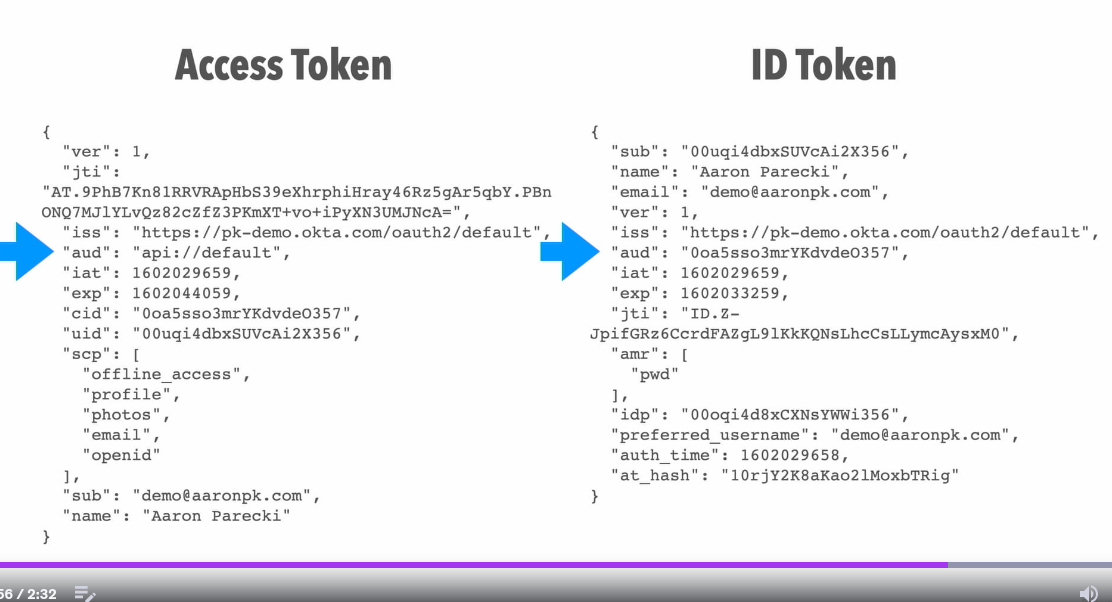 Access Token
{
"ver": 1,
"jti":
"AT.9PhB7Kn81RRVRApHbS39eXhrphiHray46Rz5gAr5qbY.PBn
ONQ7MJlYLvQz82cZfZ3PKmXT+vo+iPyXN3UMJNcA=",
"iss": "https://pk-demo.okta.com/oauth2/default",
"aud": "api://default",
"iat": 1602029659,
"exp": 1602044059,
"cid": "0oa5sso3mrYKdvdeO357",
"uid": "00uqi4dbxSUVcAi2X356",
"scp": [
"offline_access",
"profile",
"photos",
"email",
"openid"
],
"sub": "demo@aaronpk.com",
"name": "Aaron Parecki"
}
ID Token
{
"sub": "00uqi4dbxSUVcAi2X356",
"name": "Aaron Parecki",
"email": "demo@aaronpk.com",
"ver": 1,
"iss": "https://pk-demo.okta.com/oauth2/default",
"aud": "0oa5sso3mrYKdvdeO357",
"iat": 1602029659,
"exp": 1602033259,
"jti": "ID.Z-
JpifGRz6CcrdFAZgL9lKkKQNsLhcCsLLymcAysxM0",
"amr": [
"pwd"
],
"idp": "00oqi4d8xCXNsYWWi356",
"preferred_username": "demo@aaronpk.com",
"auth_time": 1602029658,
"at_hash": "10rjY2K8aKao2lMoxbTRig"
}
56 / 2:32